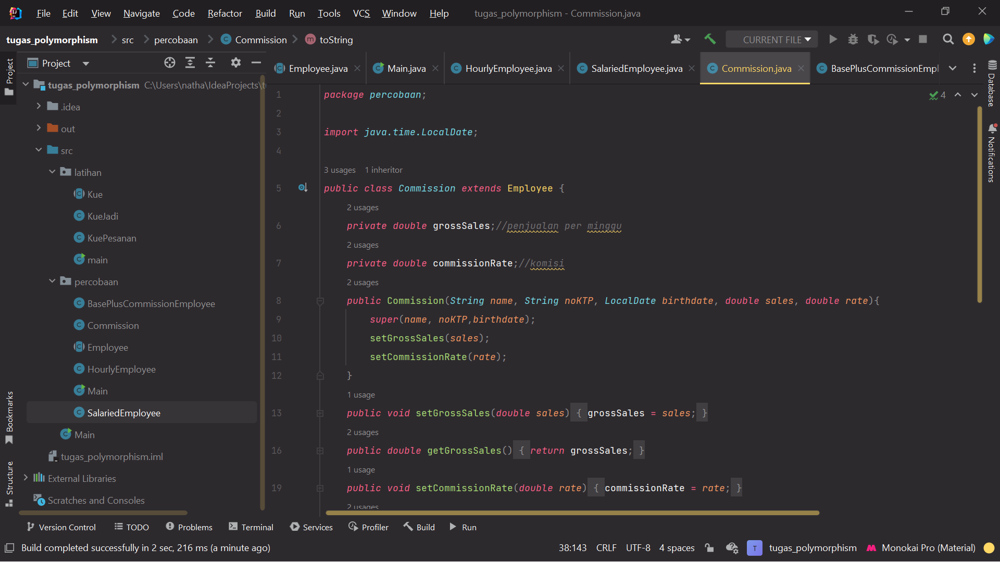 File Edit View Navigate Code Refactor Build Run Tools VCS Window Help tugas_polymorphism - Commission.java
tugas_polymorphism src percobaan Commission toString CURRENT FILE
Project
Project
Employee.java Main.java HourlyEmployee.java SalariedEmployee.java Commission.java BasePlusCommissionEmpl
tugas_polymorphism C:\Users\natha\IdeaProjects\tu
.idea
out
src
latihan
Kue
KueJadi
KuePesanan
main
percobaan
BasePlusCommissionEmployee
Commission
Employee
HourlyEmployee
Main
SalariedEmployee
Main
tugas_polymorphism.iml
External Libraries
Scratches and Consoles
Bookmarks
Structure
1 package percobaan;
2
3 import java.time.LocalDate;
4
3 usages 1 inheritor
5 public class Commission extends Employee {
2 usages
6 private double grossSales;//penjualan per minggu
2 usages
7 private double commissionRate;//komisi
2 usages
8 public Commission(String name, String noKTP, LocalDate birthdate, double sales, double rate){
9 super(name, noKTP,birthdate);
10 setGrossSales(sales);
11 setCommissionRate(rate);
12 }
1 usage
13 public void setGrossSales(double sales) { grossSales = sales; }
2 usages
16 public double getGrossSales() { return grossSales; }
1 usage
19 public void setCommissionRate(double rate) { commissionRate = rate; }
2 usages
4
Database
Notifications
Version Control TODO Problems Terminal Services Profiler Build Run
Build completed successfully in 2 sec, 216 ms (a minute ago) 38:143 CRLF UTF-8 4 spaces T tugas_polymorphism Monokai Pro (Material)